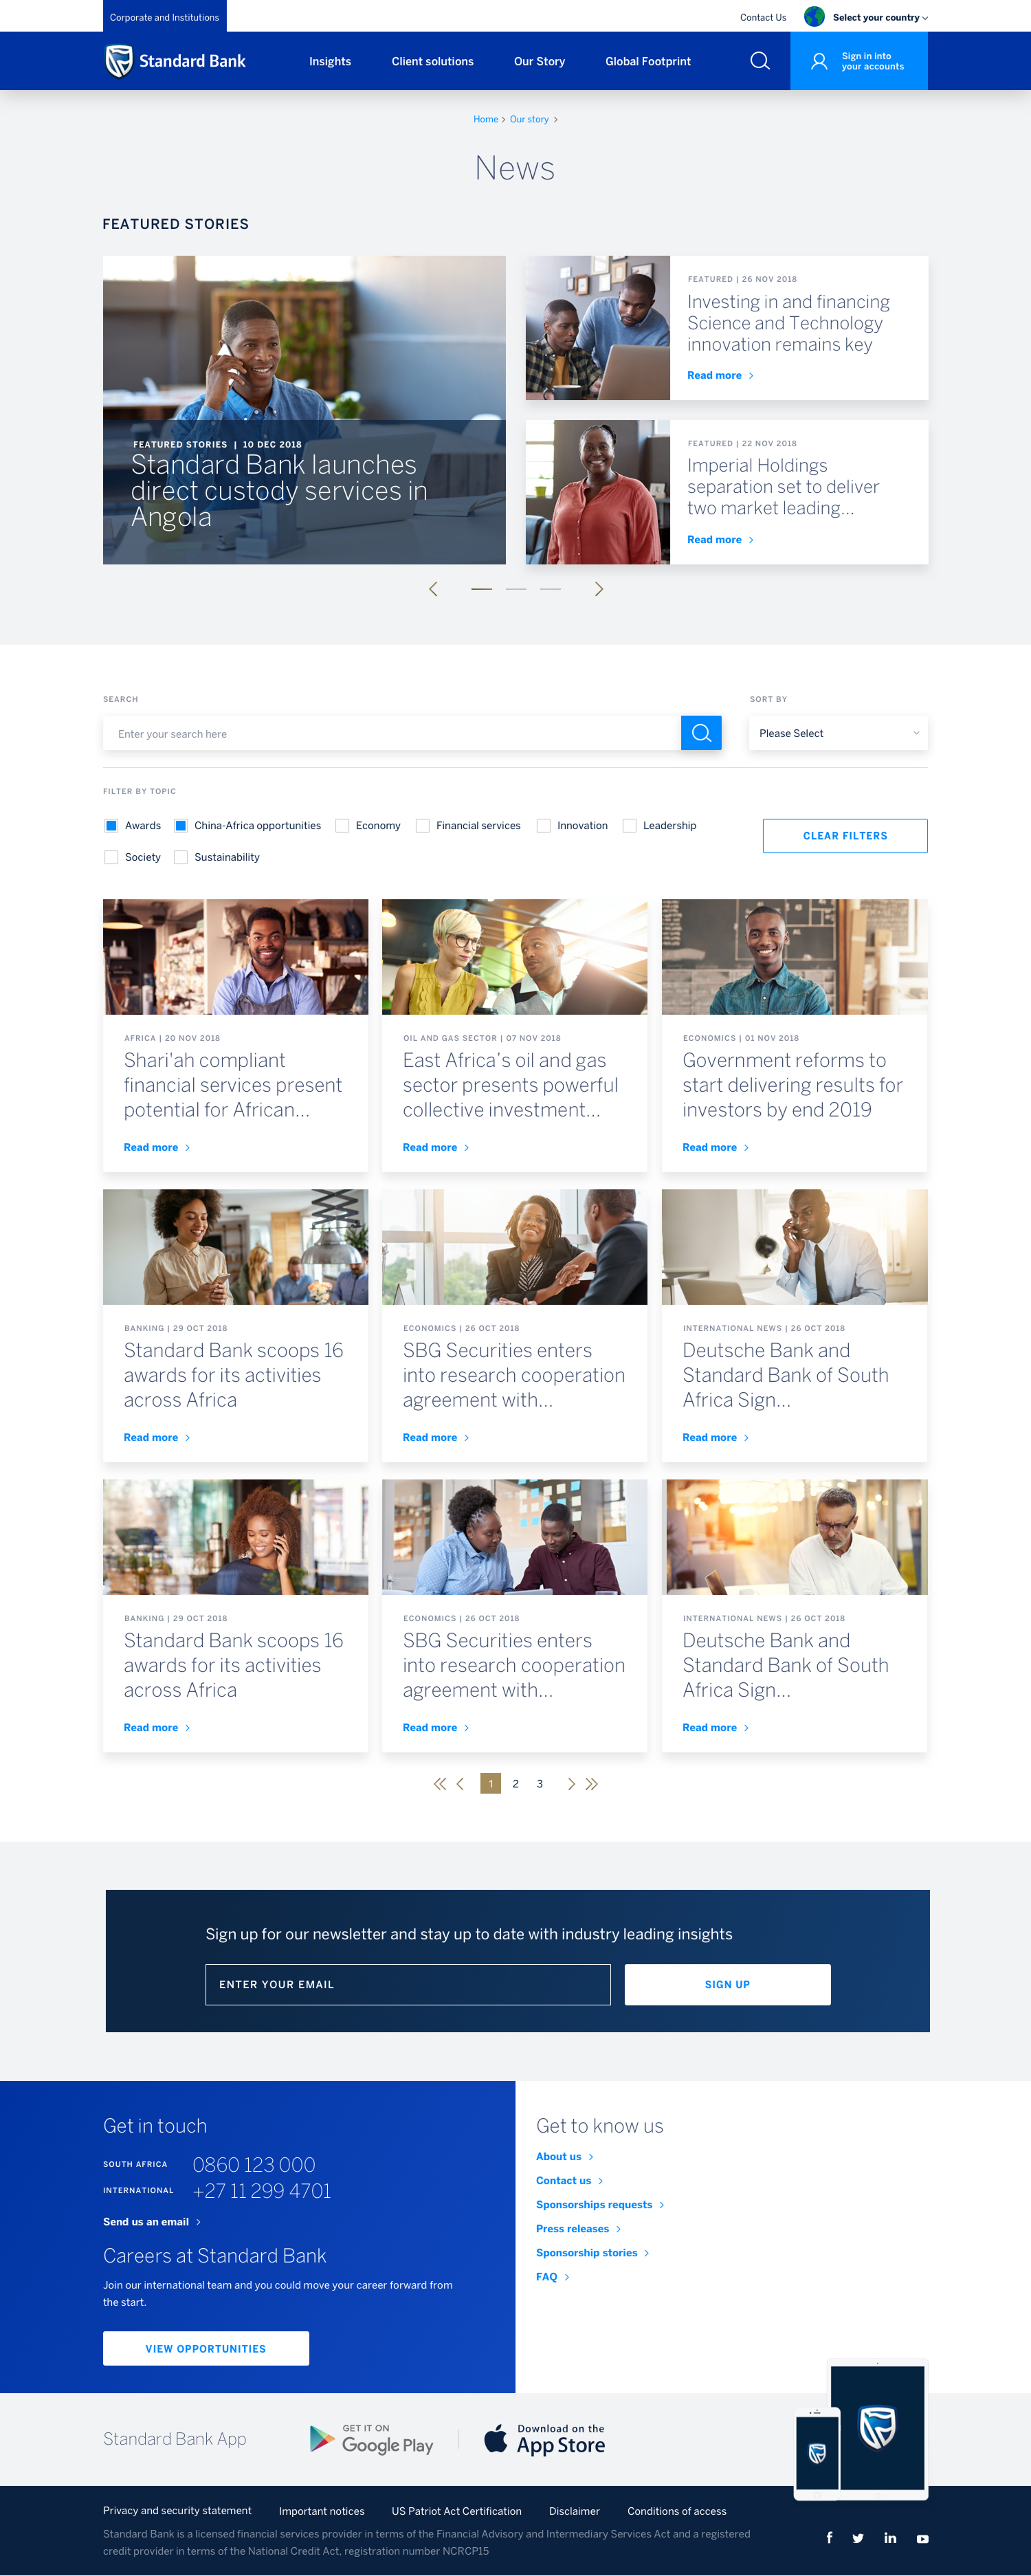 Corporate and Institutions
Contact Us
Select your country
Standard Bank
Insights
Client solutions
Our Story
Global Footprint
Sign in into
your accounts
Home
Our story
News
FEATURED STORIES
FEATURED STORIES | 10 DEC 2018
Standard Bank launches
direct custody services in
Angola
FEATURED | 26 NOV 2018
Investing in and financing
Science and Technology
innovation remains key
Read more
FEATURED | 22 NOV 2018
Imperial Holdings
separation set to deliver
two market leading...
Read more
SEARCH
Enter your search here
SORT BY
Please Select
FILTER BY TOPIC
Awards
China-Africa opportunities
Economy
Financial services
Innovation
Leadership
Society
Sustainability
CLEAR FILTERS
AFRICA | 20 NOV 2018
Shari'ah compliant
financial services present
potential for African...
Read more
OIL AND GAS SECTOR | 07 NOV 2018
East Africa’s oil and gas
sector presents powerful
collective investment...
Read more
ECONOMICS | 01 NOV 2018
Government reforms to
start delivering results for
investors by end 2019
Read more
BANKING | 29 OCT 2018
Standard Bank scoops 16
awards for its activities
across Africa
Read more
ECONOMICS | 26 OCT 2018
SBG Securities enters
into research cooperation
agreement with...
Read more
INTERNATIONAL NEWS | 26 OCT 2018
Deutsche Bank and
Standard Bank of South
Africa Sign...
Read more
BANKING | 29 OCT 2018
Standard Bank scoops 16
awards for its activities
across Africa
Read more
ECONOMICS | 26 OCT 2018
SBG Securities enters
into research cooperation
agreement with...
Read more
INTERNATIONAL NEWS | 26 OCT 2018
Deutsche Bank and
Standard Bank of South
Africa Sign...
Read more
1 2 3
Sign up for our newsletter and stay up to date with industry leading insights
ENTER YOUR EMAIL
SIGN UP
Get in touch
SOUTH AFRICA 0860 123 000
INTERNATIONAL +27 11 299 4701
Send us an email
Careers at Standard Bank
Join our international team and you could move your career forward from
the start.
VIEW OPPORTUNITIES
Get to know us
About us
Contact us
Sponsorships requests
Press releases
Sponsorship stories
FAQ
Standard Bank App
GET IT ON
Google Play
Download on the
App Store
Privacy and security statement
Important notices
US Patriot Act Certification
Disclaimer
Conditions of access
Standard Bank is a licensed financial services provider in terms of the Financial Advisory and Intermediary Services Act and a registered
credit provider in terms of the National Credit Act, registration number NCRCP15